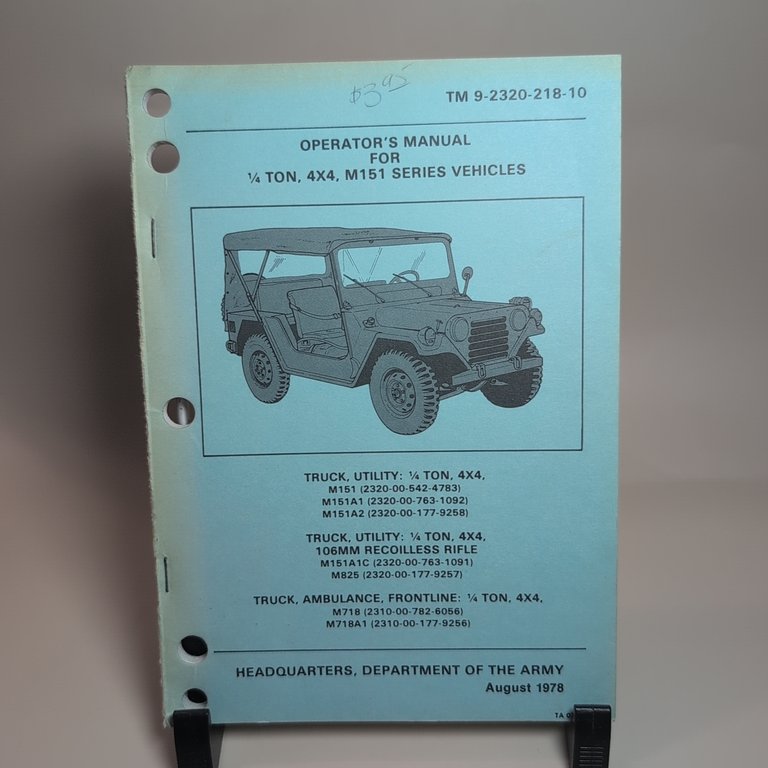 $3.95
TM 9-2320-218-10
OPERATOR'S MANUAL
FOR
¼ TON, 4X4, M151 SERIES VEHICLES
TRUCK, UTILITY: ¼ TON, 4X4,
M151 (2320-00-542-4783)
M151A1 (2320-00-763-1092)
M151A2 (2320-00-177-9258)
TRUCK, UTILITY: ¼ TON, 4X4,
106MM RECOILLESS RIFLE
M151A1C (2320-00-763-1091)
M825 (2320-00-177-9257)
TRUCK, AMBULANCE, FRONTLINE: ¼ TON, 4X4,
M718 (2310-00-782-6056)
M718A1 (2310-00-177-9256)
HEADQUARTERS, DEPARTMENT OF THE ARMY
August 1978
TA